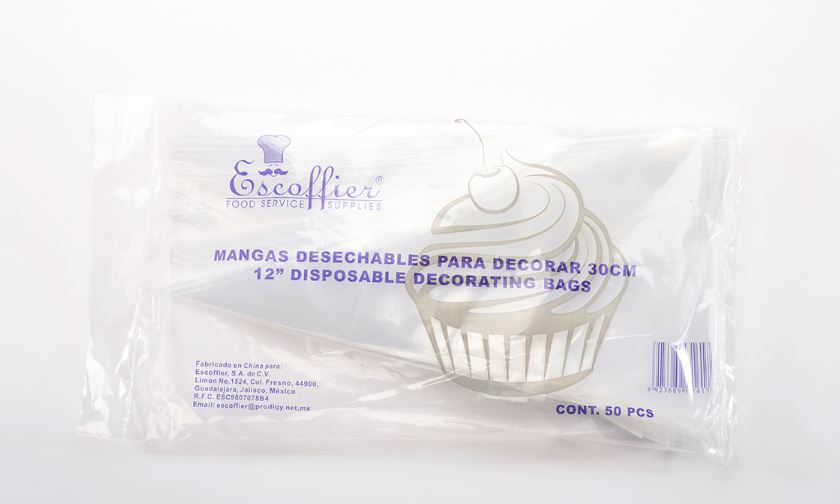 Escoffier®
FOOD SERVICE SUPPLIES
MANGAS DESECHABLES PARA DECORAR 30CM
12” DISPOSABLE DECORATING BAGS
Fabricado en China para:
Escoffier, S.A. de C.V.
Limon No.1524, Col. Fresno, 44900,
Guadalajara, Jalisco, México
R.F.C. ESC9807078B4
Email: escoffier@prodigy.net.mx
CONT. 50 PCS